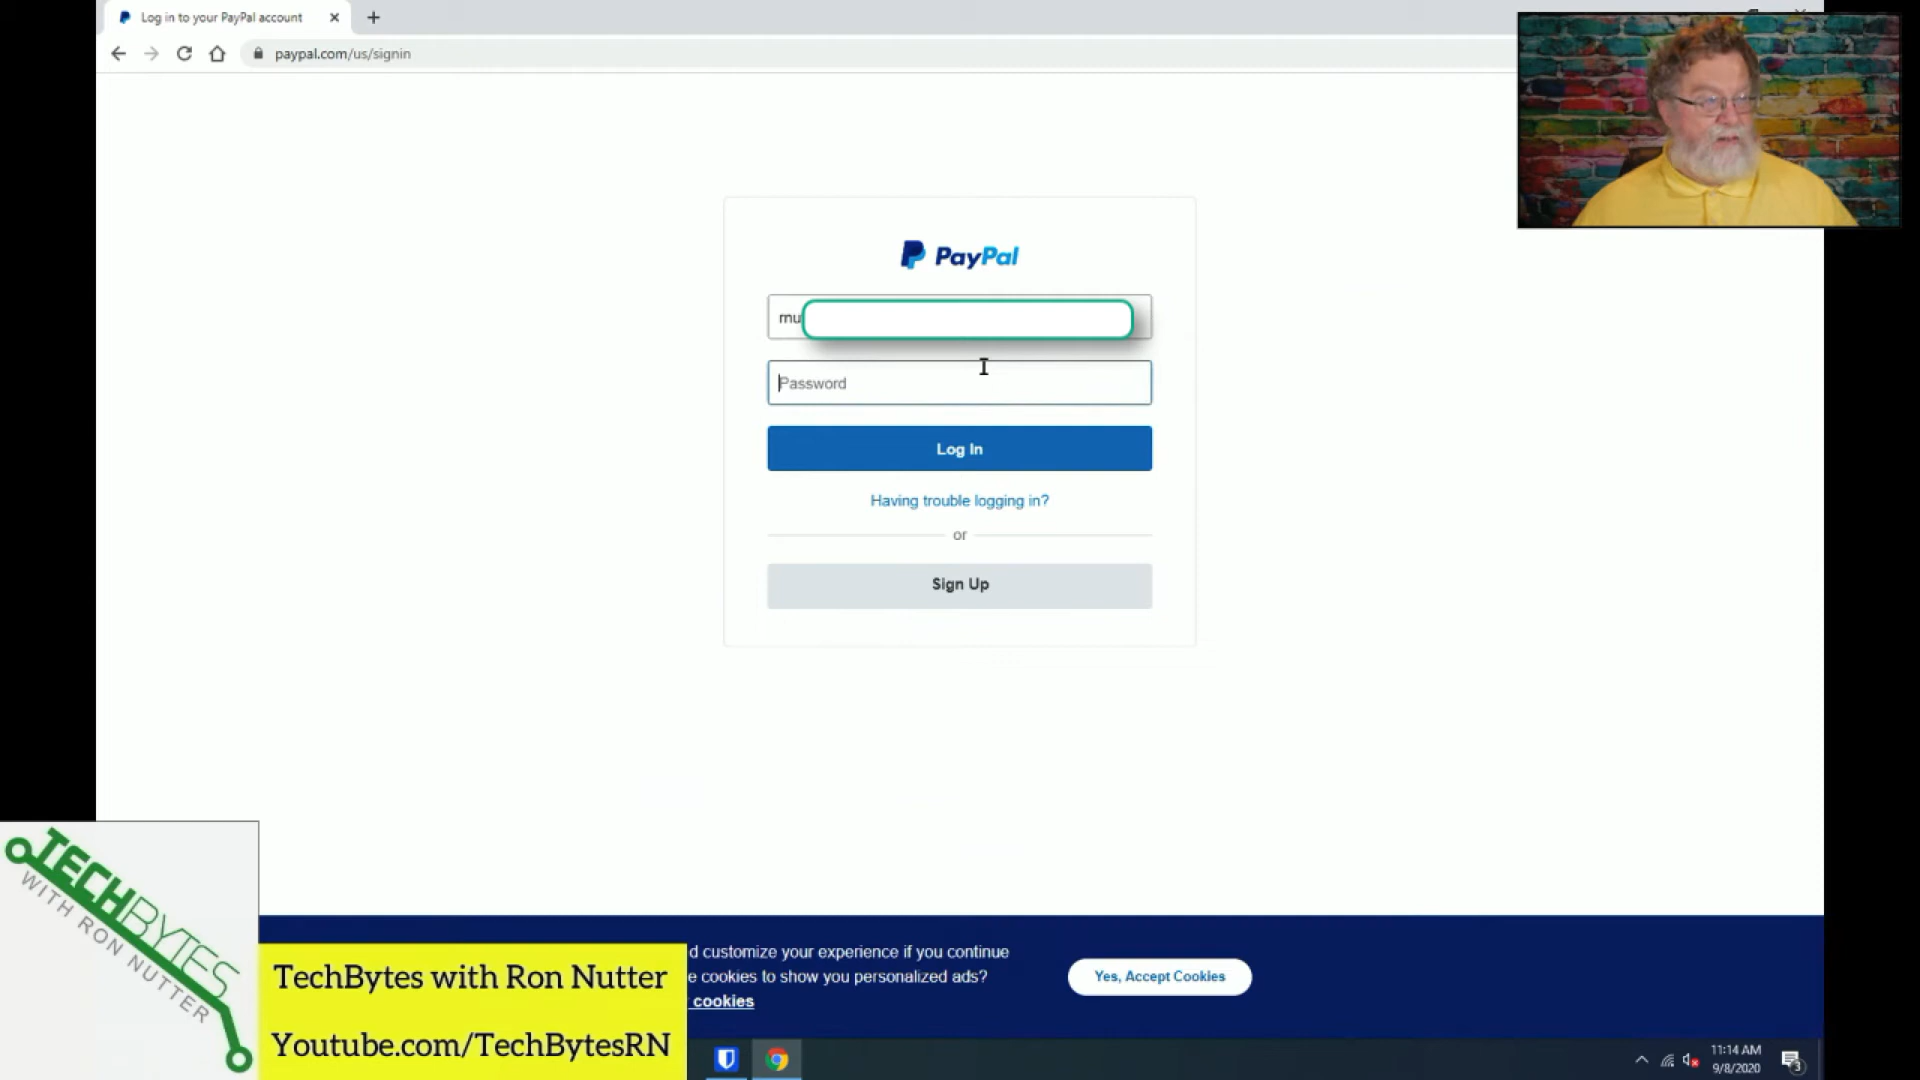 Log in to your PayPal account
paypal.com/us/signin
PayPal
rnu
Password
Log In
Having trouble logging in?
or
Sign Up
d customize your experience if you continue
e cookies to show you personalized ads?
cookies
Yes, Accept Cookies
TECHBYTES
WITH RON NUTTER
TechBytes with Ron Nutter
Youtube.com/TechBytesRN
11:14 AM
9/8/2020
3